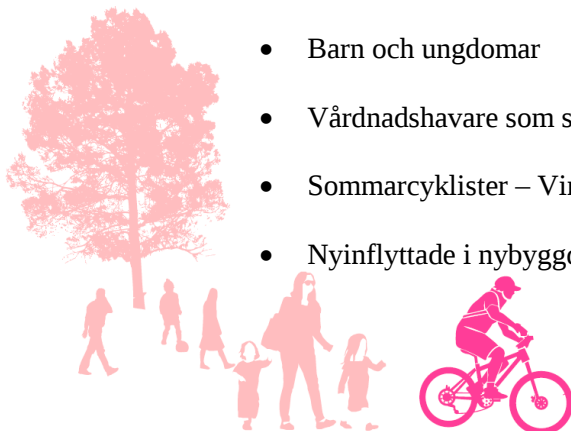 • Barn och ungdomar
• Vårdnadshavare som
• Sommarcyklister –
• Nyinflyttade i